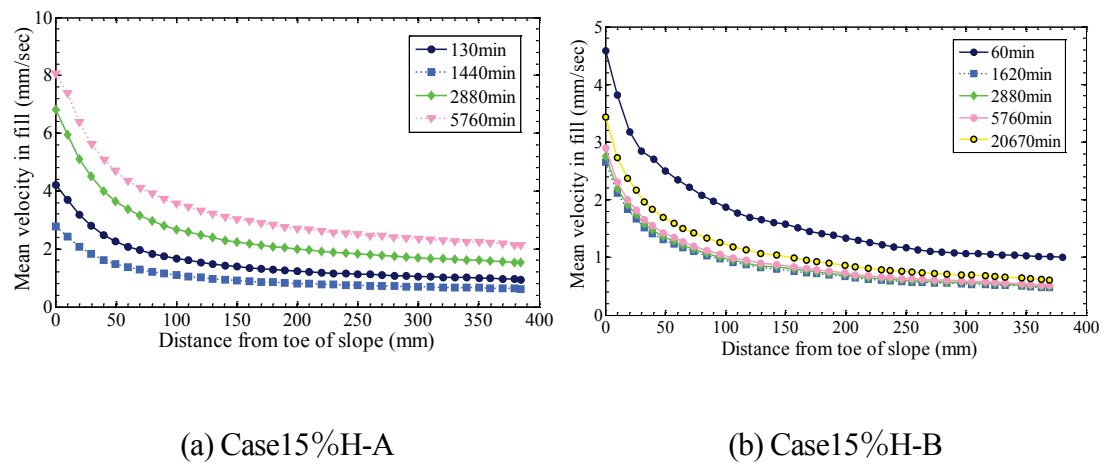 10
8
6
4
2
0
Mean velocity in fill (mm/sec)
130min
1440min
2880min
5760min
0 50 100 150 200 250 300 350 400
Distance from toe of slope (mm)
5
4
3
2
1
0
Mean velocity in fill (mm/sec)
60min
1620min
2880min
5760min
20670min
0 50 100 150 200 250 300 350 400
Distance from toe of slope (mm)
(a) Case15%H-A
(b) Case15%H-B